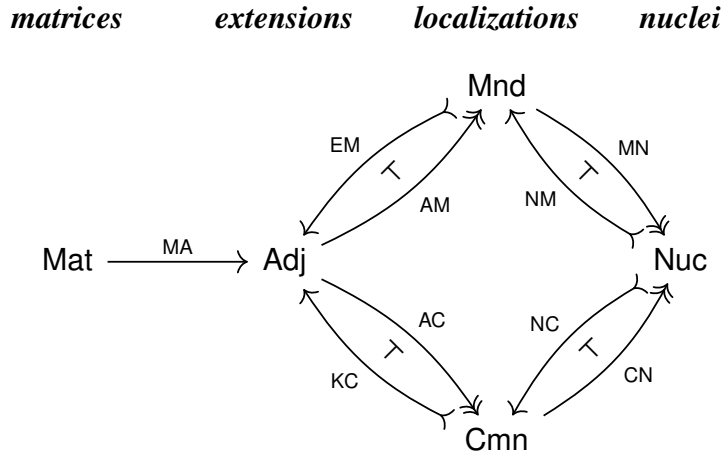 matrices extensions localizations nuclei
Mnd
EM MN
AM NM
MA
Mat Adj Nuc
AC NC
KC CN
Cmn